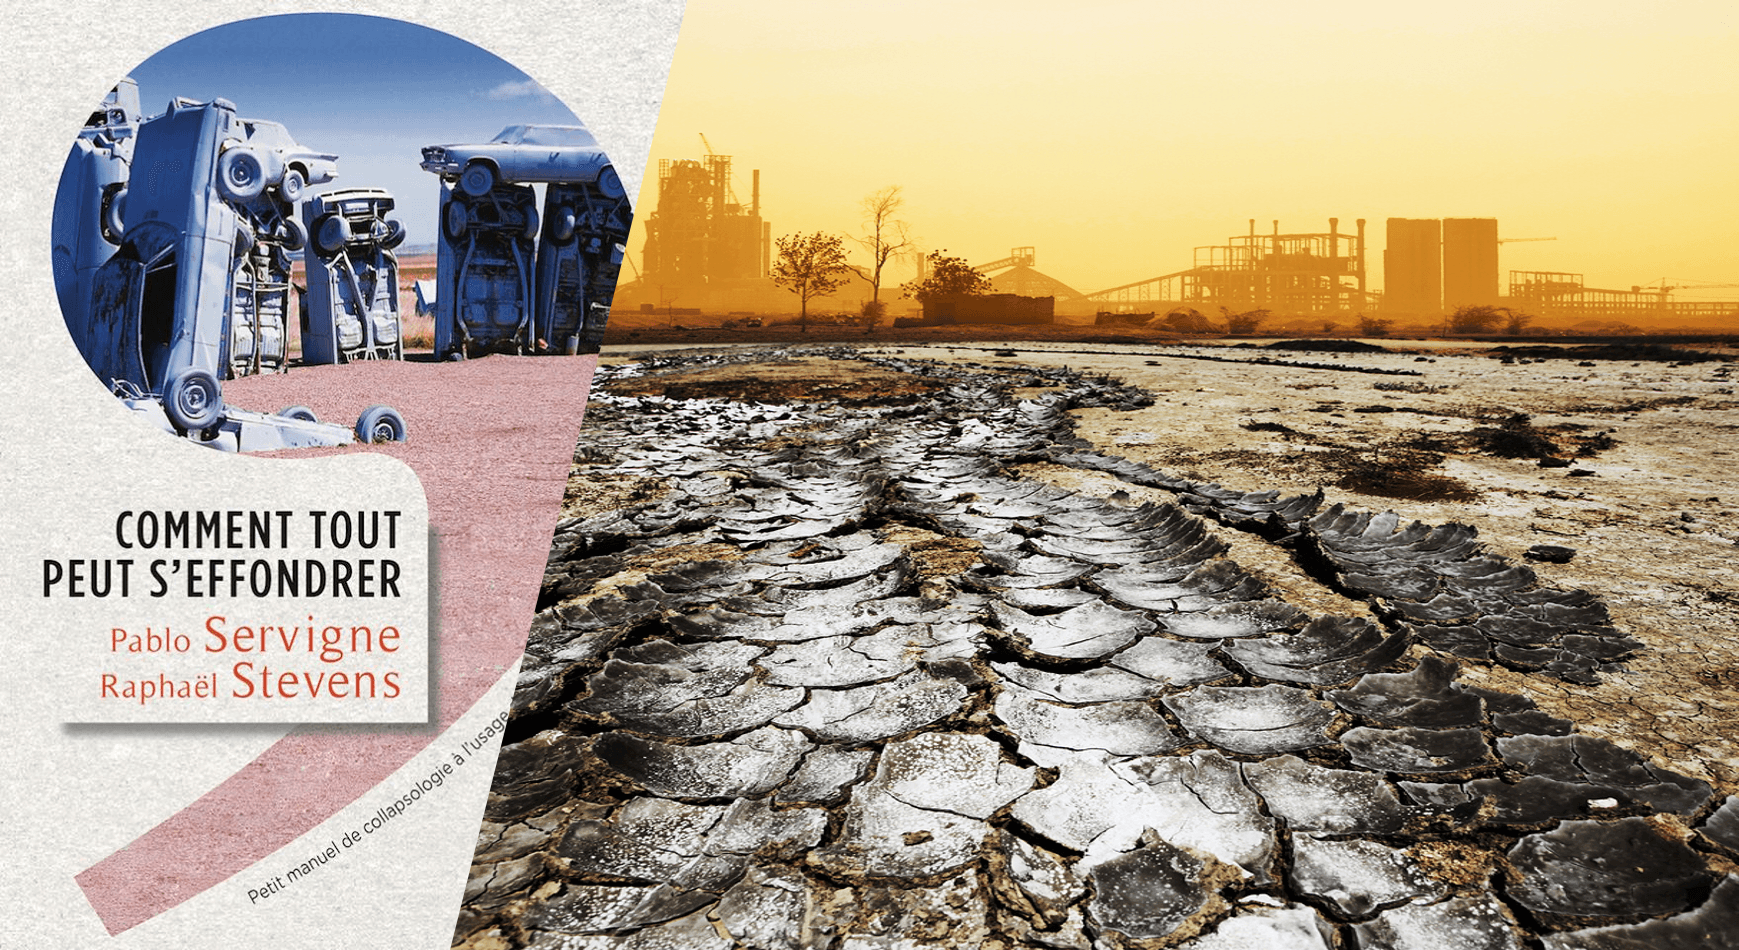 COMMENT TOUT
PEUT S’EFFONDRER
Pablo Servigne
Raphaël Stevens
Petit manuel de collapsologie à l'usage